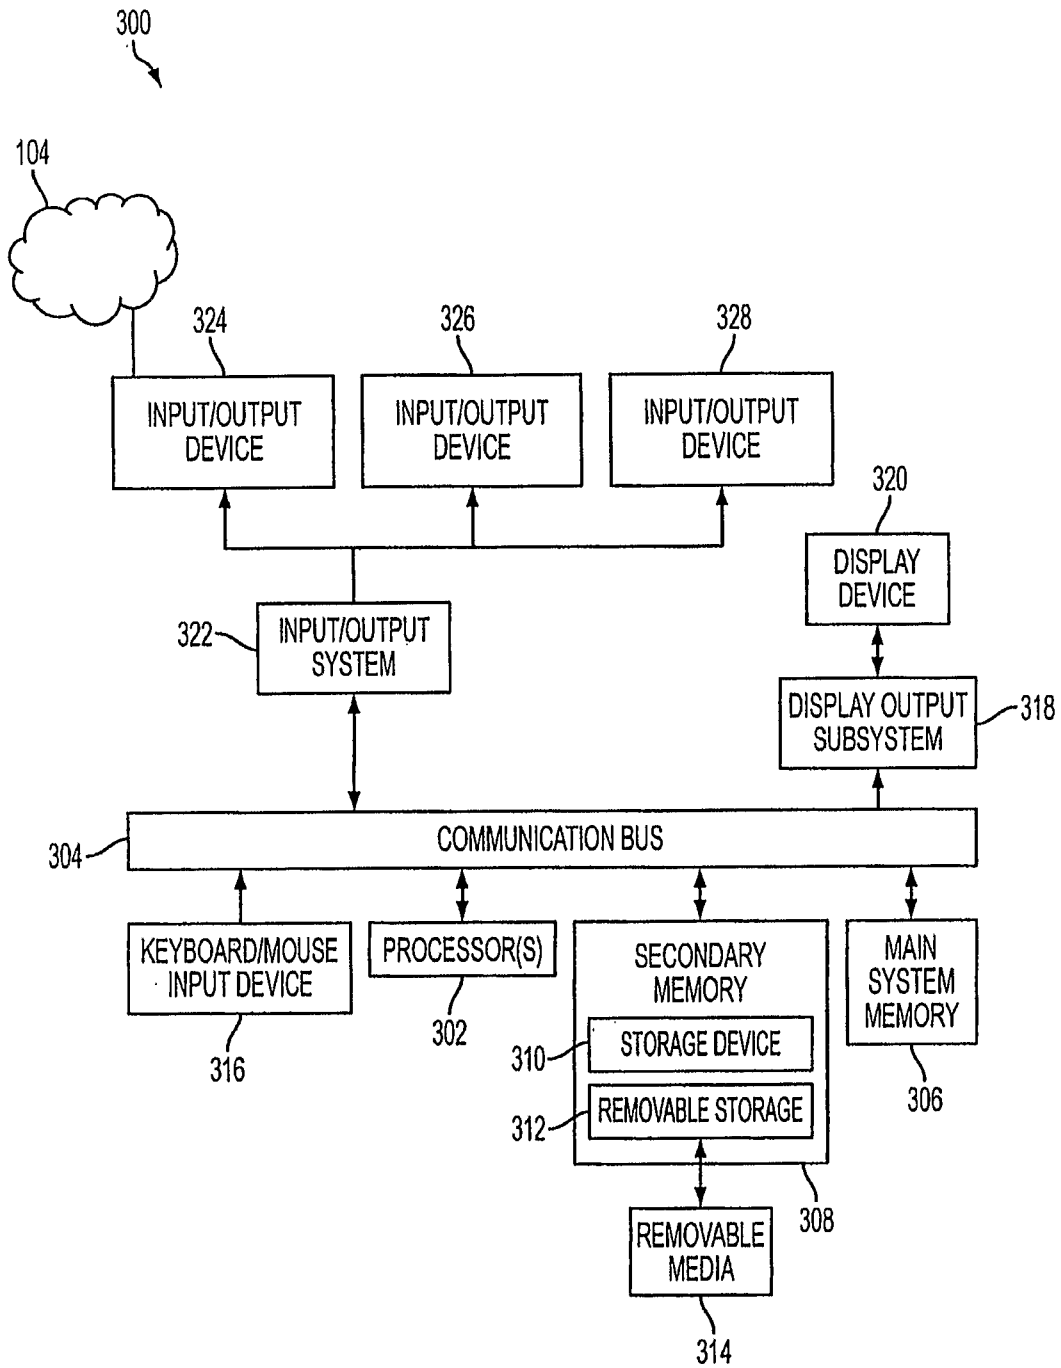 300
104
324
326
328
INPUT/OUTPUT
DEVICE
INPUT/OUTPUT
DEVICE
INPUT/OUTPUT
DEVICE
320
DISPLAY
DEVICE
322
INPUT/OUTPUT
SYSTEM
DISPLAY OUTPUT
SUBSYSTEM
318
304
COMMUNICATION BUS
KEYBOARD/MOUSE
INPUT DEVICE
316
PROCESSOR(S)
302
SECONDARY
MEMORY
310
STORAGE DEVICE
312
REMOVABLE STORAGE
308
MAIN
SYSTEM
MEMORY
306
REMOVABLE
MEDIA
314